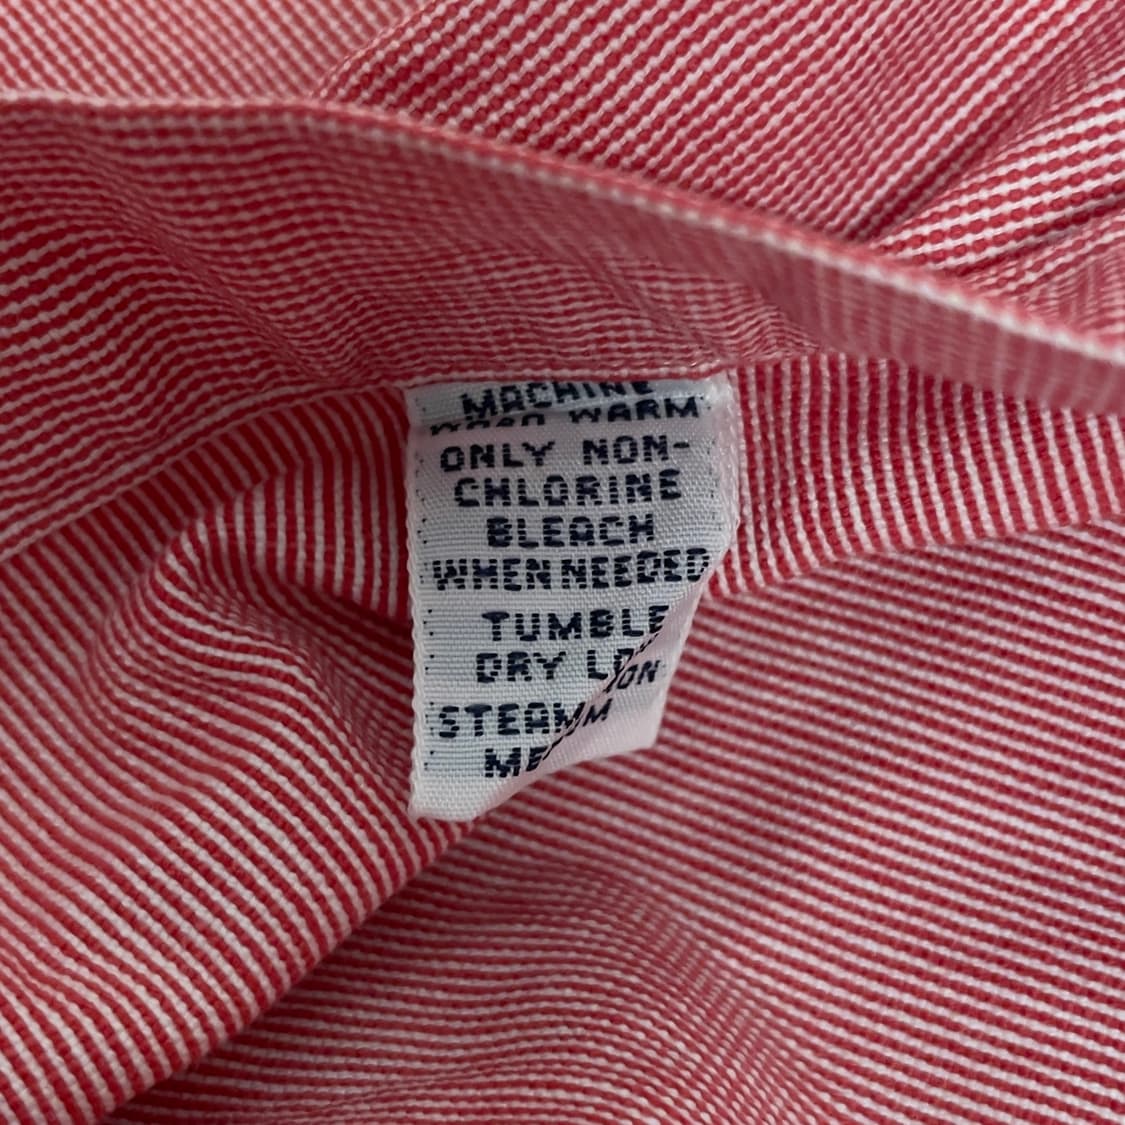 MACHINE
WARM
ONLY NON-
CHLORINE
BLEACH
WHEN NEEDED
TUMBLE
DRY
STEAM